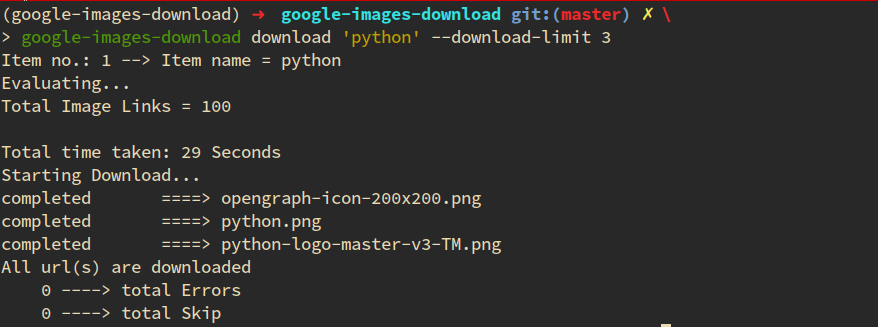 (google-images-download) ➜  google-images-download git:(master) ✗ \
> google-images-download download 'python' --download-limit 3
Item no.: 1 --> Item name = python
Evaluating...
Total Image Links = 100

Total time taken: 29 Seconds
Starting Download...
completed       ====> opengraph-icon-200x200.png
completed       ====> python.png
completed       ====> python-logo-master-v3-TM.png
All url(s) are downloaded
    0 ----> total Errors
    0 ----> total Skip